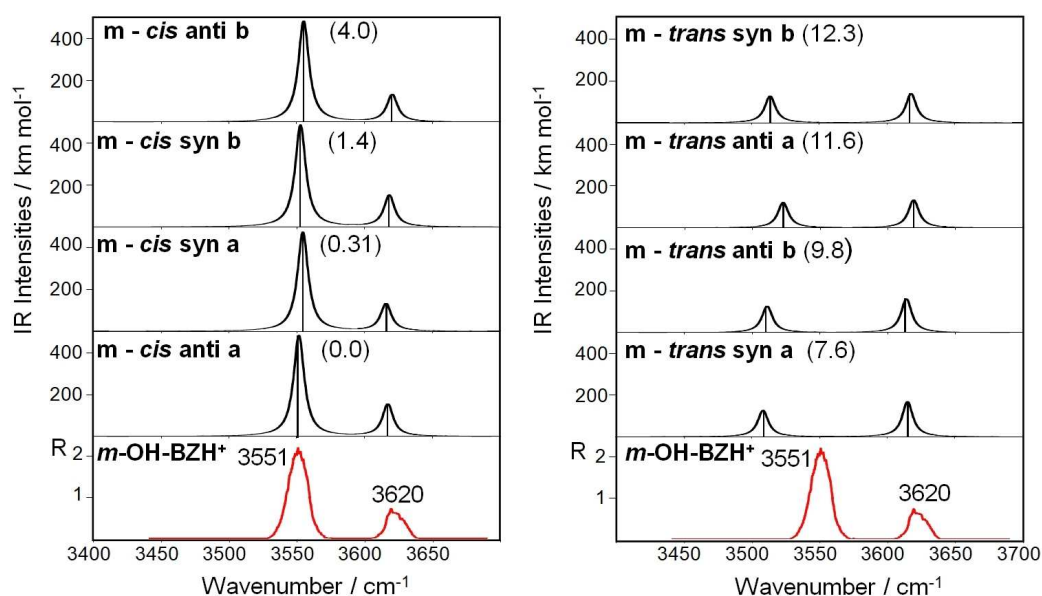 m - cis anti b (4.0)
400
200
m - cis syn b (1.4)
400
200
m - cis syn a (0.31)
400
200
m - cis anti a (0.0)
400
200
R 2
1
m-OH-BZH⁺
3551
3620
3400 3450 3500 3550 3600 3650
Wavenumber / cm⁻¹
IR Intensities / km mol⁻¹
m - trans syn b (12.3)
400
200
m - trans anti a (11.6)
400
200
m - trans anti b (9.8)
400
200
m - trans syn a (7.6)
400
200
R 2
1
m-OH-BZH⁺
3551
3620
3450 3500 3550 3600 3650 3700
Wavenumber / cm⁻¹
IR Intensities / km mol⁻¹